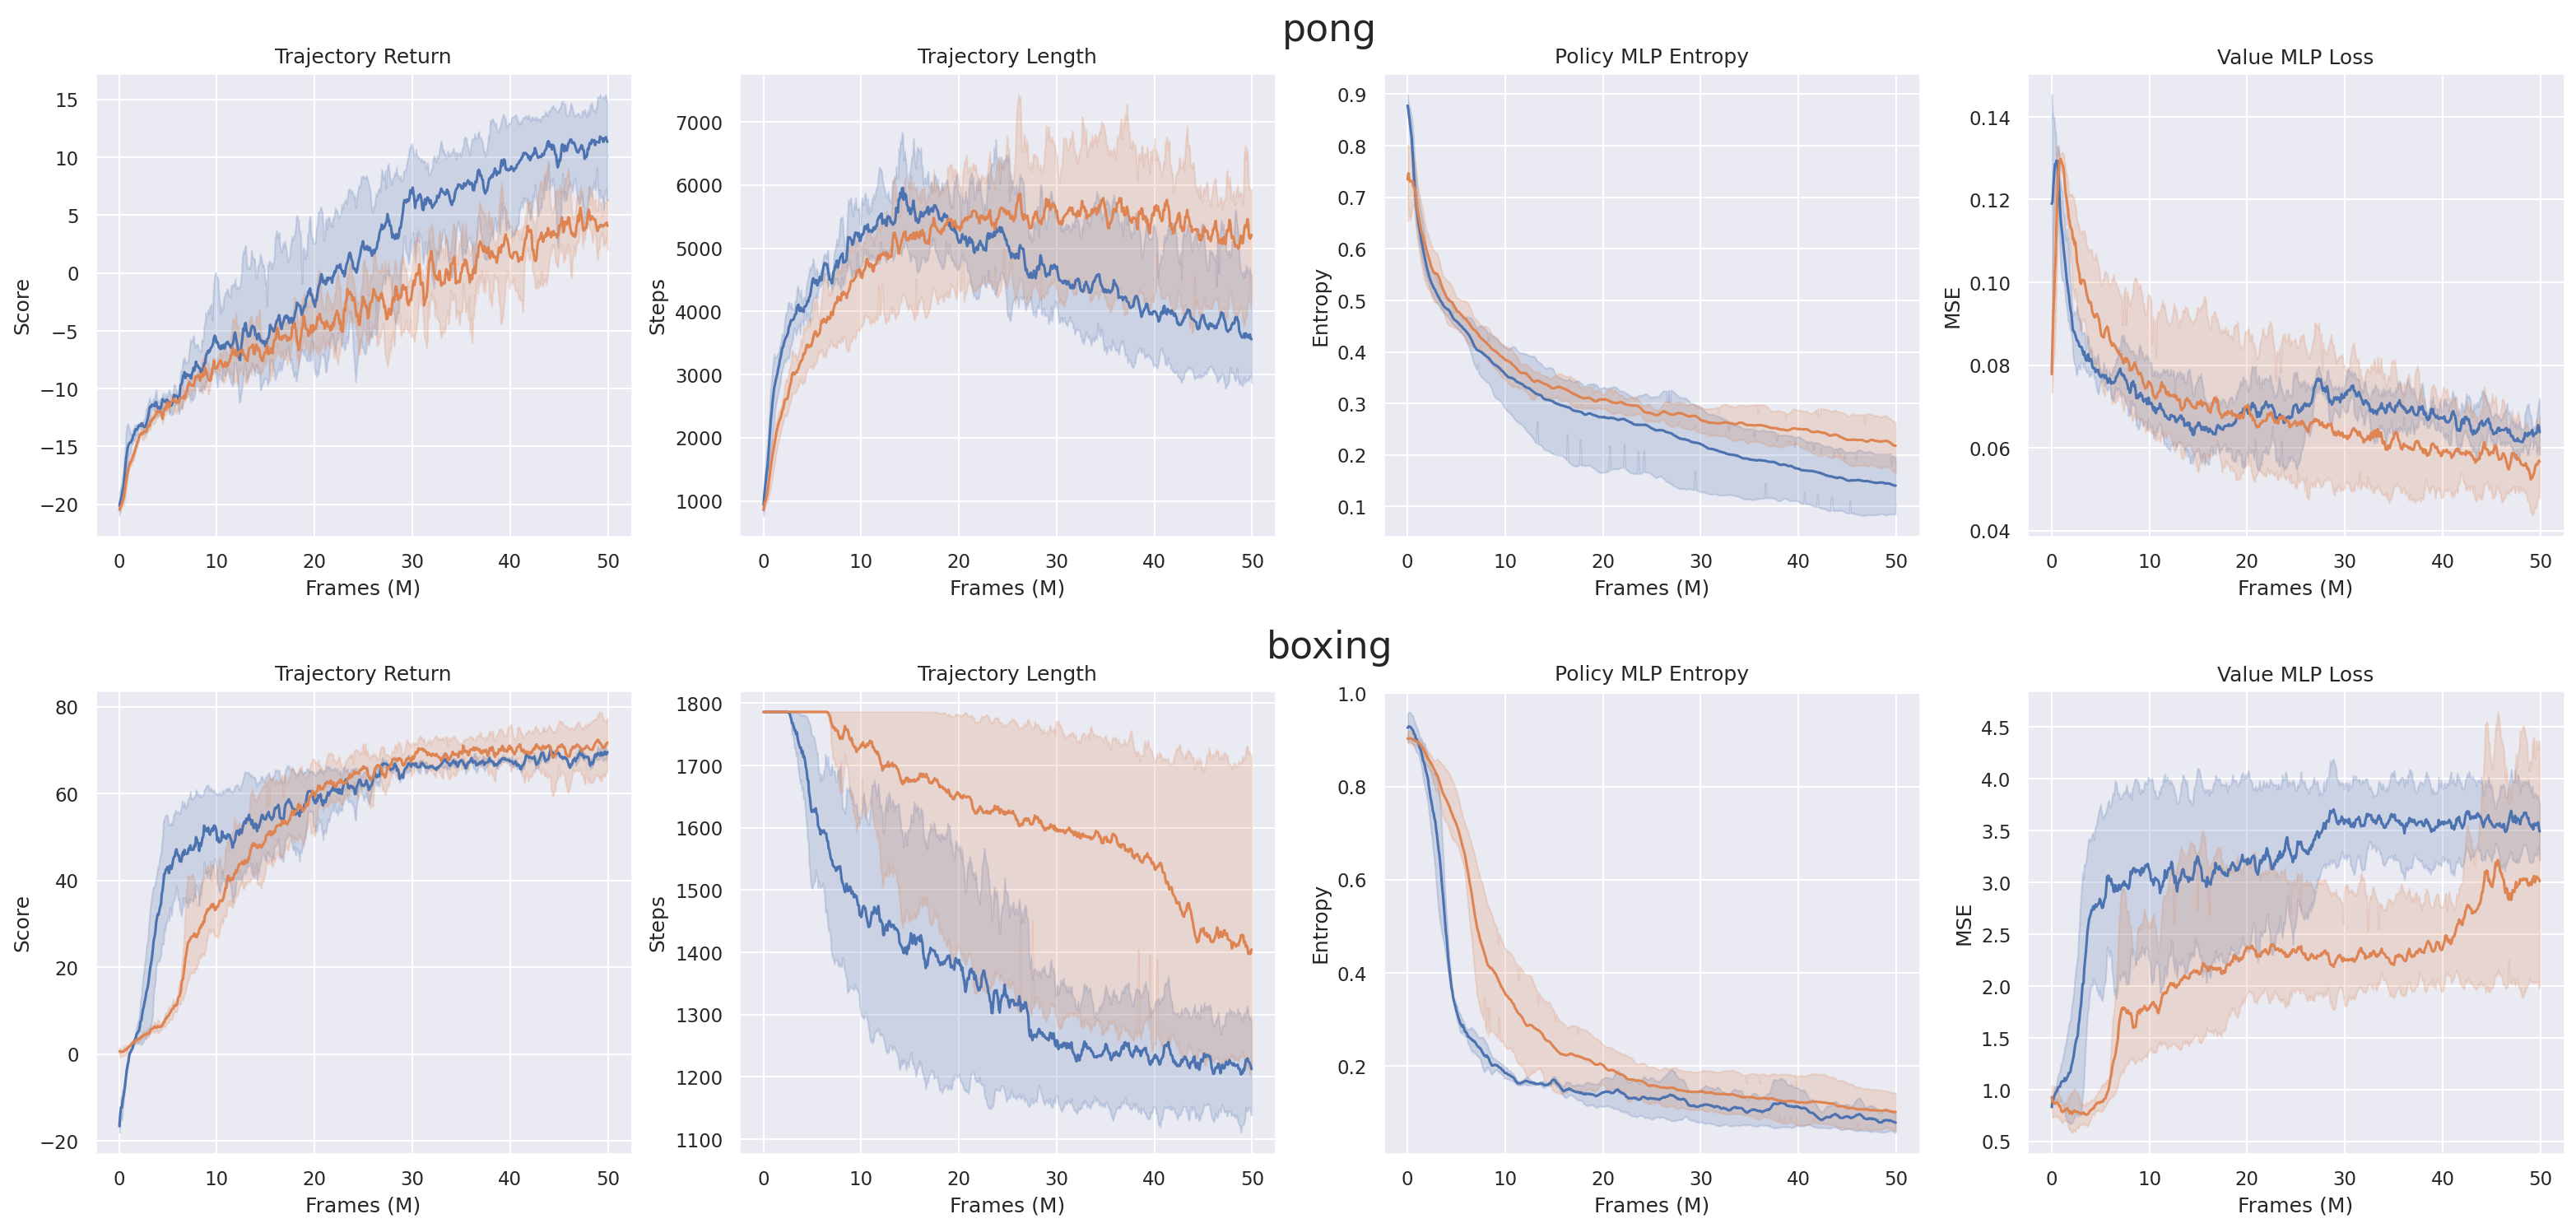 pong
Trajectory Return
Score
15
10
5
0
−5
−10
−15
−20
0 10 20 30 40 50
Frames (M)
Trajectory Length
Steps
7000
6000
5000
4000
3000
2000
1000
0 10 20 30 40 50
Frames (M)
Policy MLP Entropy
Entropy
0.9
0.8
0.7
0.6
0.5
0.4
0.3
0.2
0.1
0 10 20 30 40 50
Frames (M)
Value MLP Loss
MSE
0.14
0.12
0.10
0.08
0.06
0.04
0 10 20 30 40 50
Frames (M)
boxing
Trajectory Return
Score
80
60
40
20
0
−20
0 10 20 30 40 50
Frames (M)
Trajectory Length
Steps
1800
1700
1600
1500
1400
1300
1200
1100
0 10 20 30 40 50
Frames (M)
Policy MLP Entropy
Entropy
1.0
0.8
0.6
0.4
0.2
0 10 20 30 40 50
Frames (M)
Value MLP Loss
MSE
4.5
4.0
3.5
3.0
2.5
2.0
1.5
1.0
0.5
0 10 20 30 40 50
Frames (M)